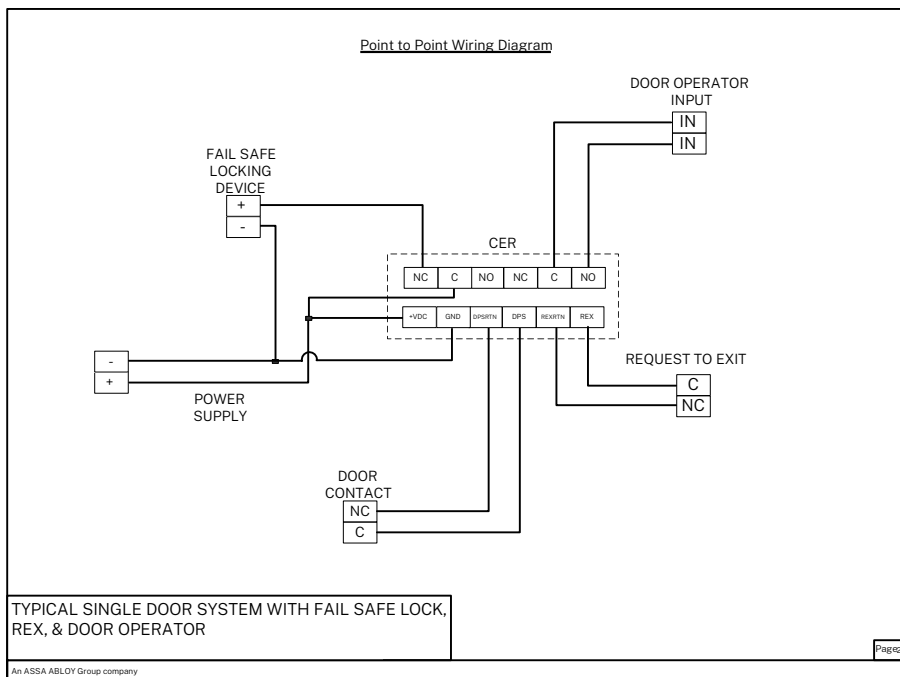 Point to Point Wiring Diagram
DOOR OPERATOR
INPUT
IN
IN
FAIL SAFE
LOCKING
DEVICE
+
-
CER
NC C NO NC C NO
+VDC GND DPSRTN DPS REXRTN REX
-
+
POWER
SUPPLY
REQUEST TO EXIT
C
NC
DOOR
CONTACT
NC
C
TYPICAL SINGLE DOOR SYSTEM WITH FAIL SAFE LOCK,
REX, & DOOR OPERATOR
Page2
An ASSA ABLOY Group company